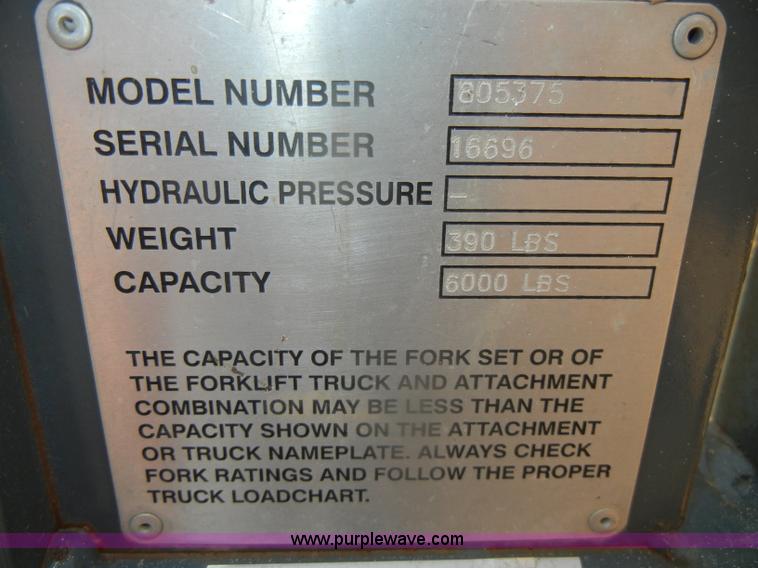 MODEL NUMBER 805375
SERIAL NUMBER 16696
HYDRAULIC PRESSURE –
WEIGHT 390 LBS
CAPACITY 6000 LBS
THE CAPACITY OF THE FORK SET OR OF
THE FORKLIFT TRUCK AND ATTACHMENT
COMBINATION MAY BE LESS THAN THE
CAPACITY SHOWN ON THE ATTACHMENT
OR TRUCK NAMEPLATE. ALWAYS CHECK
FORK RATINGS AND FOLLOW THE PROPER
TRUCK LOADCHART.
www.purplewave.com